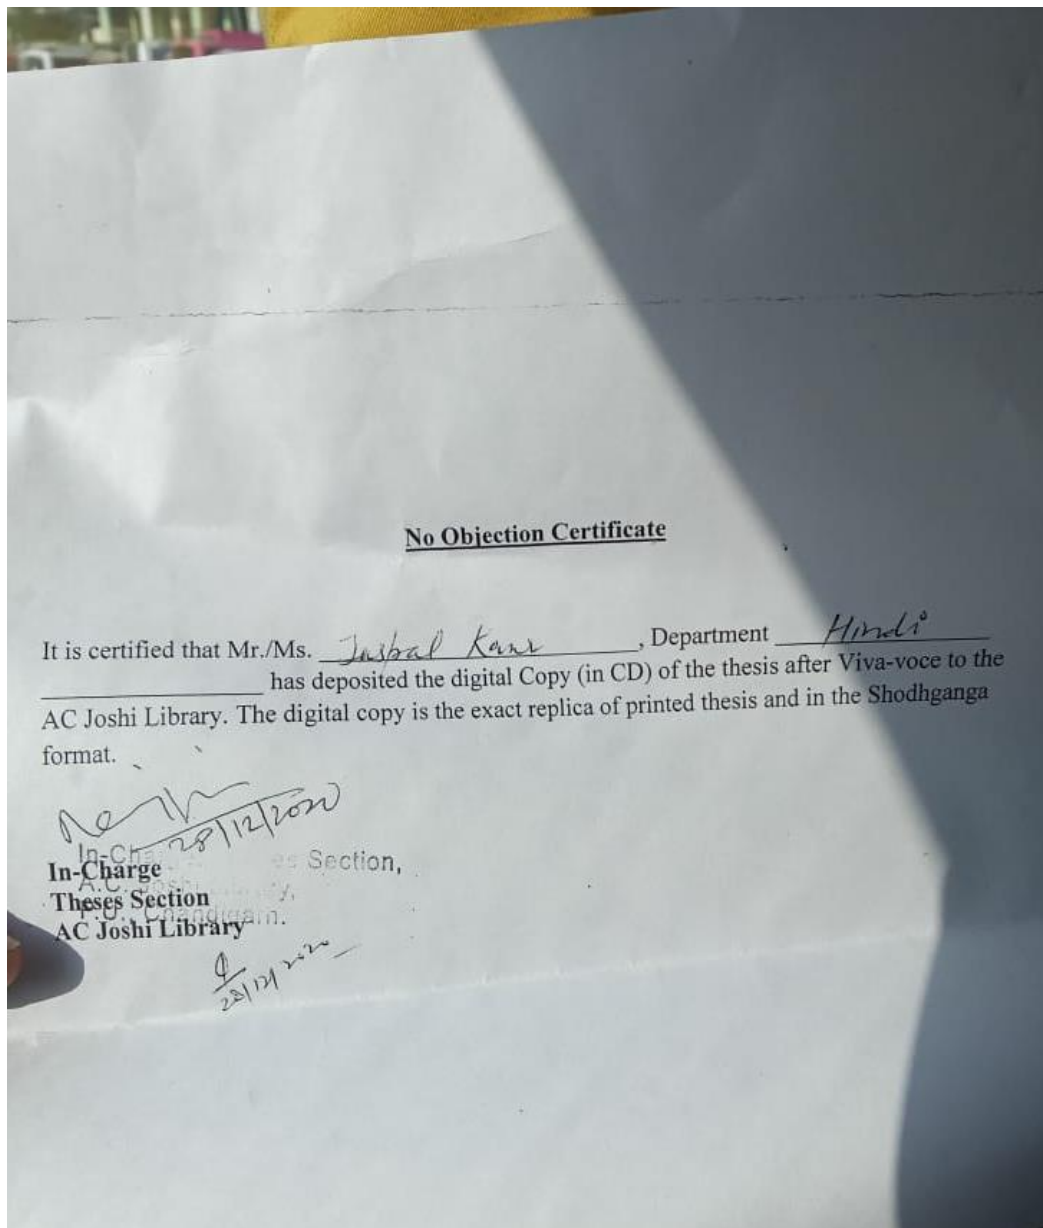 No Objection Certificate
It is certified that Mr./Ms. Jasbal Kaur, Department Hindi
has deposited the digital Copy (in CD) of the thesis after Viva-voce to the
AC Joshi Library. The digital copy is the exact replica of printed thesis and in the Shodhganga
format.
28/12/2020
Section,
In-Charge
Theses Section
Chandigarh.
AC Joshi Library
28/12/2020